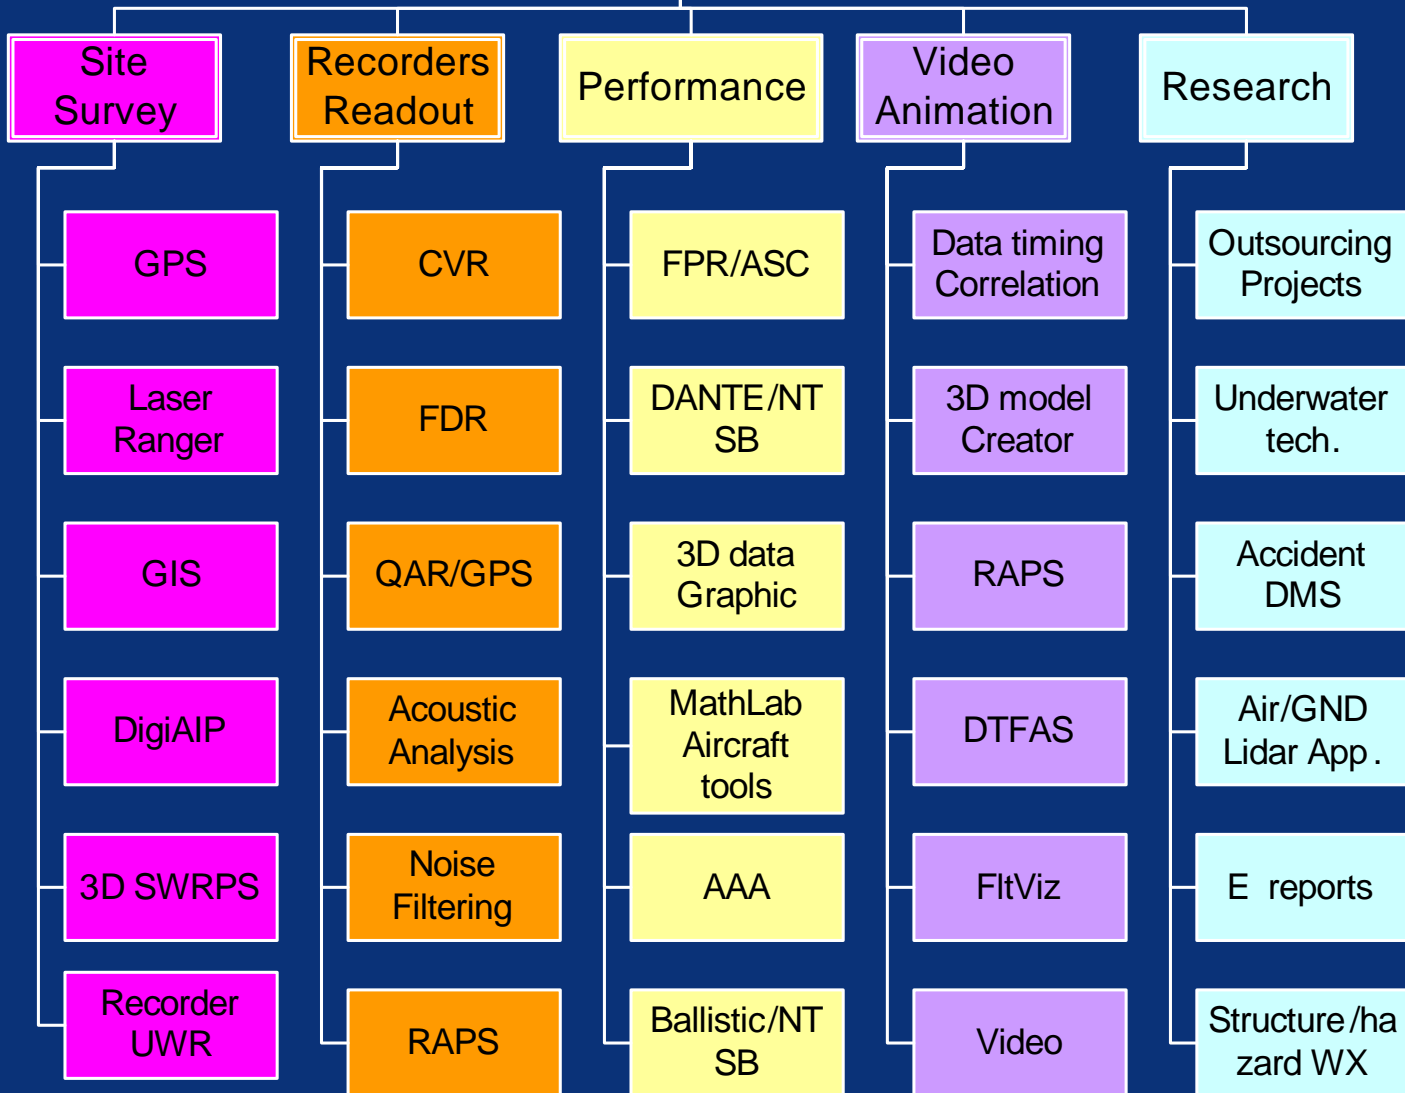 Site
Survey
Recorders
Readout
Performance
Video
Animation
Research
GPS
CVR
FPR/ASC
Data timing
Correlation
Outsourcing
Projects
Laser
Ranger
FDR
DANTE/NT
SB
3D model
Creator
Underwater
tech.
GIS
QAR/GPS
3D data
Graphic
RAPS
Accident
DMS
DigiAIP
Acoustic
Analysis
MathLab
Aircraft
tools
DTFAS
Air/GND
Lidar App.
3D SWRPS
Noise
Filtering
AAA
FltViz
E reports
Recorder
UWR
RAPS
Ballistic/NT
SB
Video
Structure/ha
zard WX